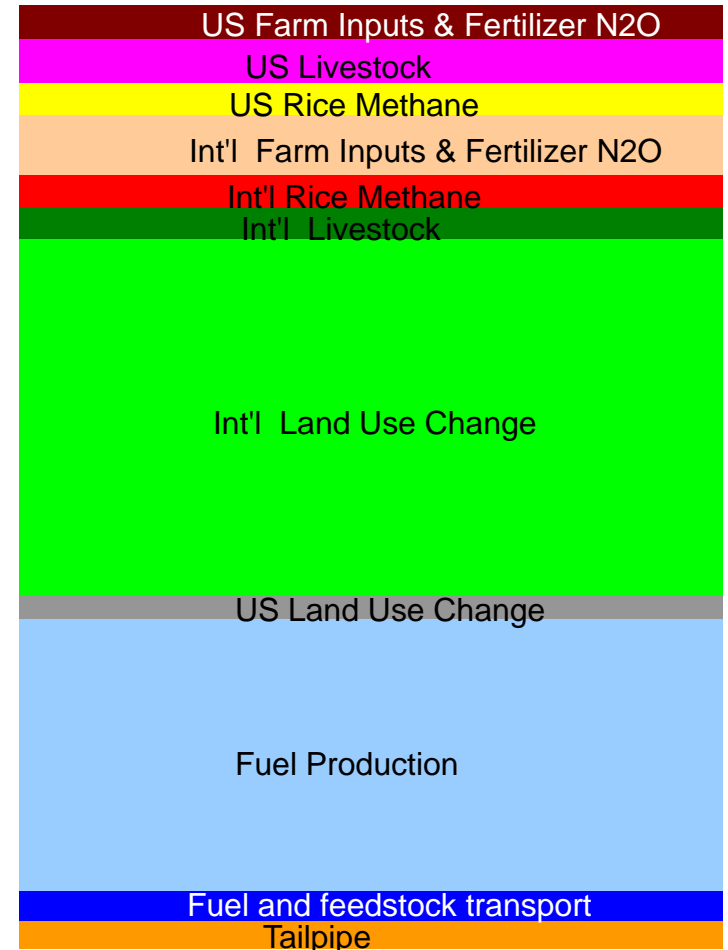 US Farm Inputs & Fertilizer N2O
US Livestock
US Rice Methane
Int'l  Farm Inputs & Fertilizer N2O
Int'l Rice Methane
Int'l  Livestock
Int'l  Land Use Change
US Land Use Change
Fuel Production
Fuel and feedstock transport
Tailpipe